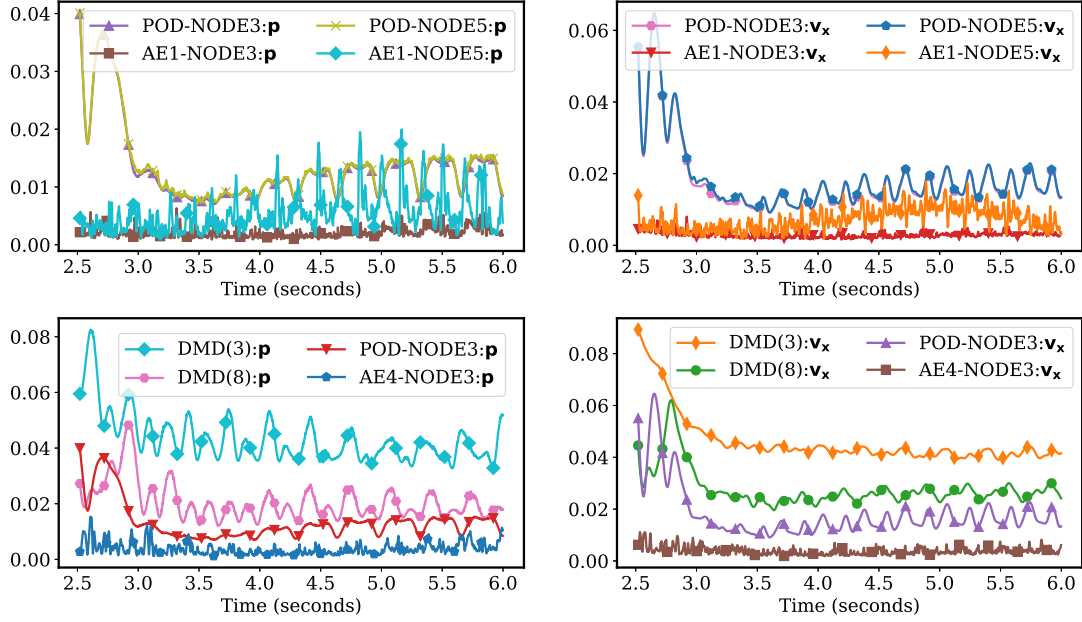 POD-NODE3:p POD-NODE5:p
AE1-NODE3:p AE1-NODE5:p
0.04
0.03
0.02
0.01
0.00
2.5 3.0 3.5 4.0 4.5 5.0 5.5 6.0
Time (seconds)
POD-NODE3:vx POD-NODE5:vx
AE1-NODE3:vx AE1-NODE5:vx
0.06
0.04
0.02
0.00
2.5 3.0 3.5 4.0 4.5 5.0 5.5 6.0
Time (seconds)
DMD(3):p POD-NODE3:p
DMD(8):p AE4-NODE3:p
0.08
0.06
0.04
0.02
0.00
2.5 3.0 3.5 4.0 4.5 5.0 5.5 6.0
Time (seconds)
DMD(3):vx POD-NODE3:vx
DMD(8):vx AE4-NODE3:vx
0.08
0.06
0.04
0.02
0.00
2.5 3.0 3.5 4.0 4.5 5.0 5.5 6.0
Time (seconds)